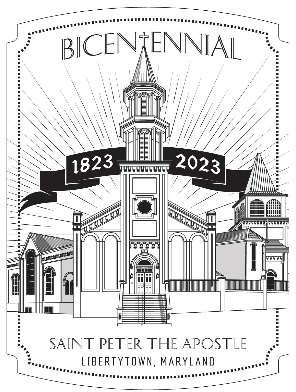 BICENTENNIAL
1823 2023
SAINT PETER THE APOSTLE
LIBERTYTOWN, MARYLAND